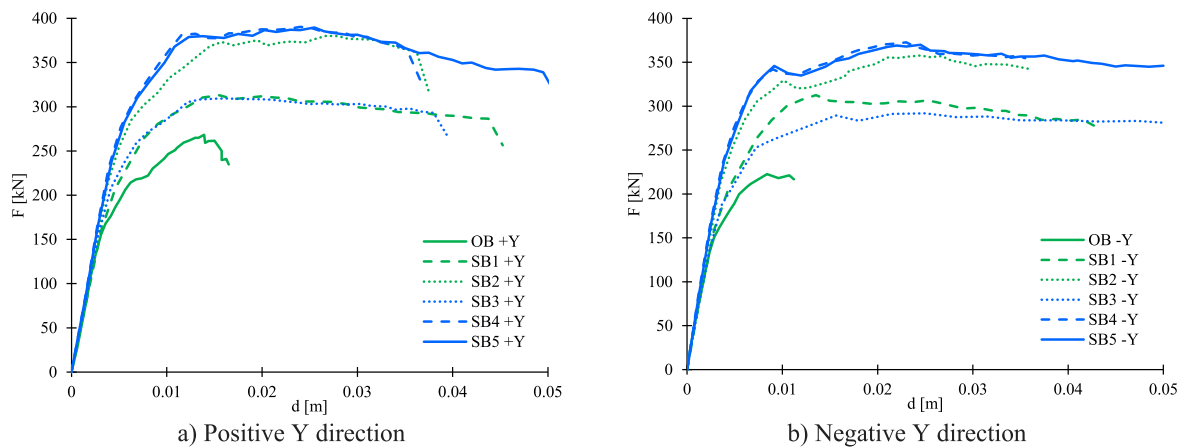 400
350
300
250
200
150
100
50
0
F [kN]
0
0.01
0.02
0.03
0.04
0.05
d [m]
OB +Y
SB1 +Y
SB2 +Y
SB3 +Y
SB4 +Y
SB5 +Y
a) Positive Y direction
400
350
300
250
200
150
100
50
0
F [kN]
0
0.01
0.02
0.03
0.04
0.05
d [m]
OB -Y
SB1 -Y
SB2 -Y
SB3 -Y
SB4 -Y
SB5 -Y
b) Negative Y direction